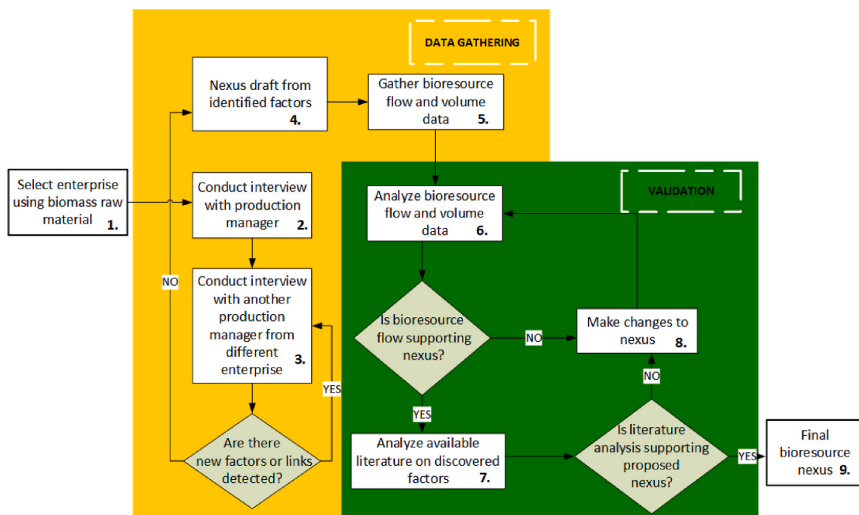 DATA GATHERING
Nexus draft from
identified factors
4.
Gather bioresource
flow and volume
data
5.
Select enterprise
using biomass raw
material
1.
Conduct interview
with production
manager
2.
Conduct interview
with another
production
manager from
different
enterprise
3.
Are there
new factors or links
detected?
NO
YES
VALIDATION
Analyze bioresource
flow and volume
data
6.
Is bioresource
flow supporting
nexus?
NO
YES
Make changes to
nexus
8.
Analyze available
literature on discovered
factors
7.
Is literature
analysis supporting
proposed
nexus?
NO
YES
Final
bioresource
nexus 9.